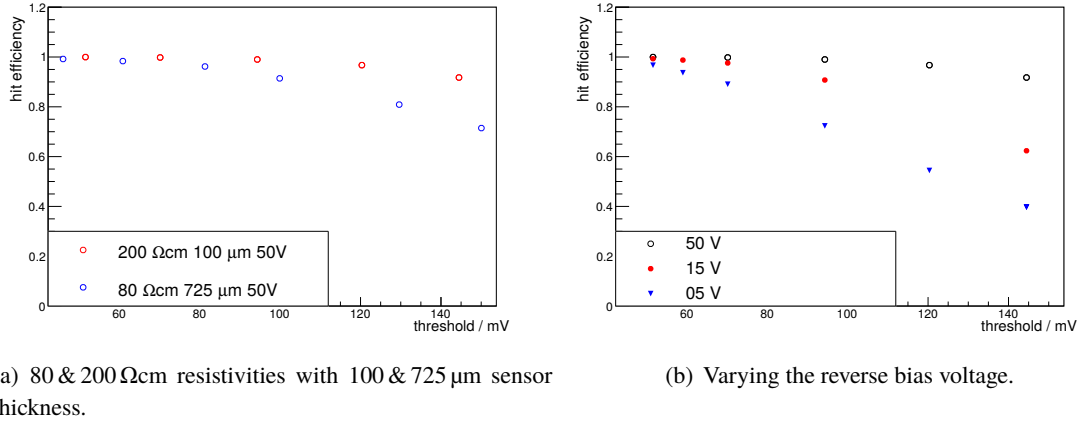 1.2
1
0.8
0.6
0.4
0.2
0
hit efficiency
200 Ωcm 100 μm 50V
80 Ωcm 725 μm 50V
60 80 100 120 140
threshold / mV
1.2
1
0.8
0.6
0.4
0.2
0
hit efficiency
50 V
15 V
05 V
60 80 100 120 140
threshold / mV
a) 80 & 200 Ωcm resistivities with 100 & 725 μm sensor
hickness.
(b) Varying the reverse bias voltage.